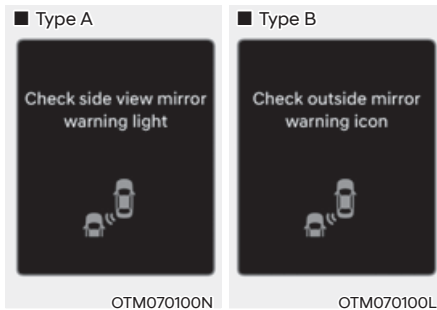 ■ Type A
Check side view mirror
warning light
OTM070100N
■ Type B
Check outside mirror
warning icon
OTM070100L